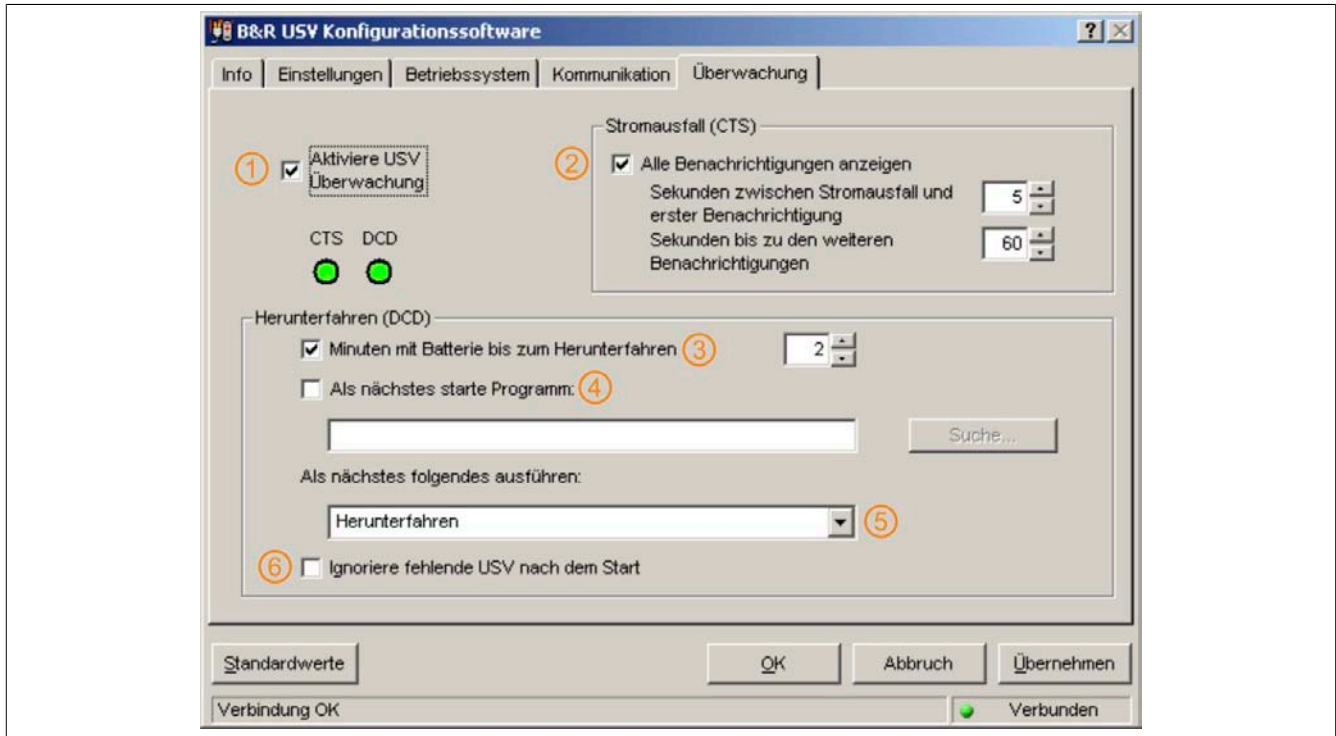 B&R USV Konfigurationssoftware
Info
Einstellungen
Betriebssystem
Kommunikation
Überwachung
1
Aktiviere USV
Überwachung
CTS DCD
Stromausfall (CTS)
2
Alle Benachrichtigungen anzeigen
Sekunden zwischen Stromausfall und
erster Benachrichtigung
5
Sekunden bis zu den weiteren
Benachrichtigungen
60
Herunterfahren (DCD)
Minuten mit Batterie bis zum Herunterfahren 3 2
Als nächstes starte Programm: 4
Suche...
Als nächstes folgendes ausführen:
Herunterfahren 5
6 Ignoriere fehlende USV nach dem Start
Standardwerte OK Abbruch Übernehmen
Verbindung OK Verbunden